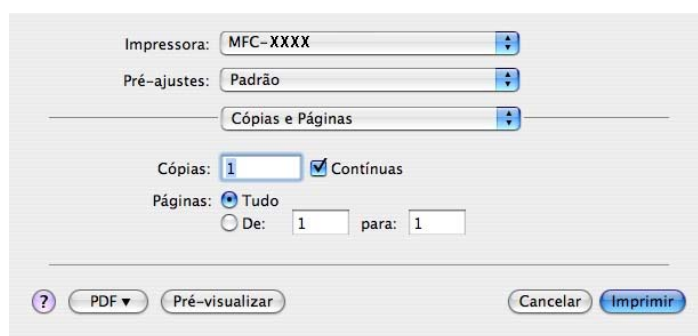 Impressora: MFC-XXXX
Pré-ajustes: Padrão
Cópias e Páginas
Cópias: 1 Contínuas
Páginas: Tudo
De: 1 para: 1
? PDF ▼ Pré-visualizar Cancelar Imprimir